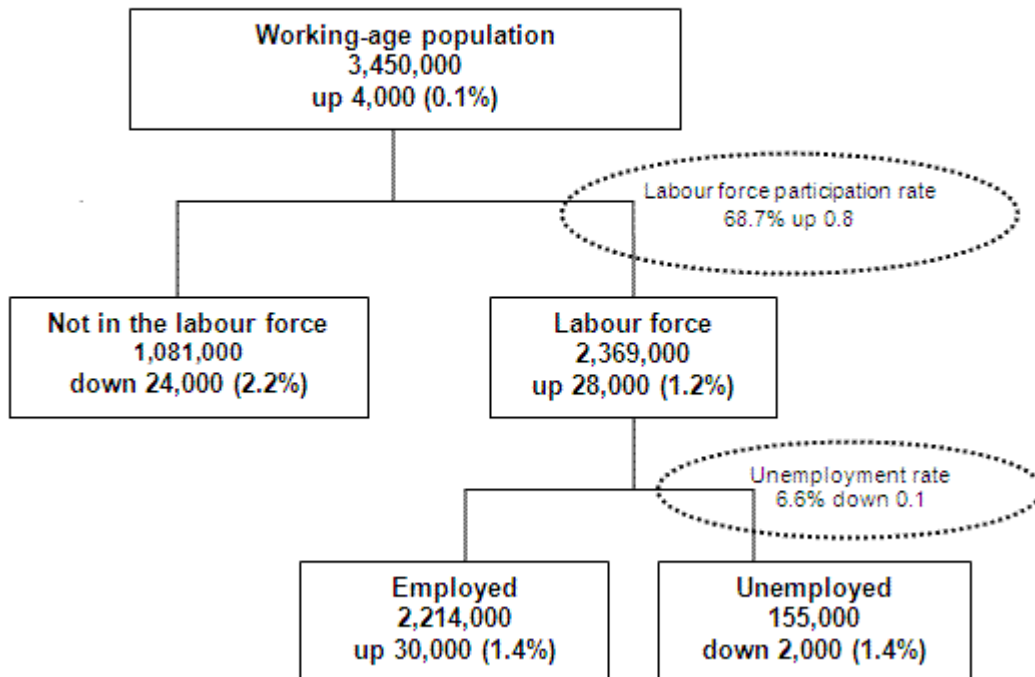 Working-age population
3,450,000
up 4,000 (0.1%)
Labour force participation rate
68.7% up 0.8
Not in the labour force
1,081,000
down 24,000 (2.2%)
Labour force
2,369,000
up 28,000 (1.2%)
Unemployment rate
6.6% down 0.1
Employed
2,214,000
up 30,000 (1.4%)
Unemployed
155,000
down 2,000 (1.4%)